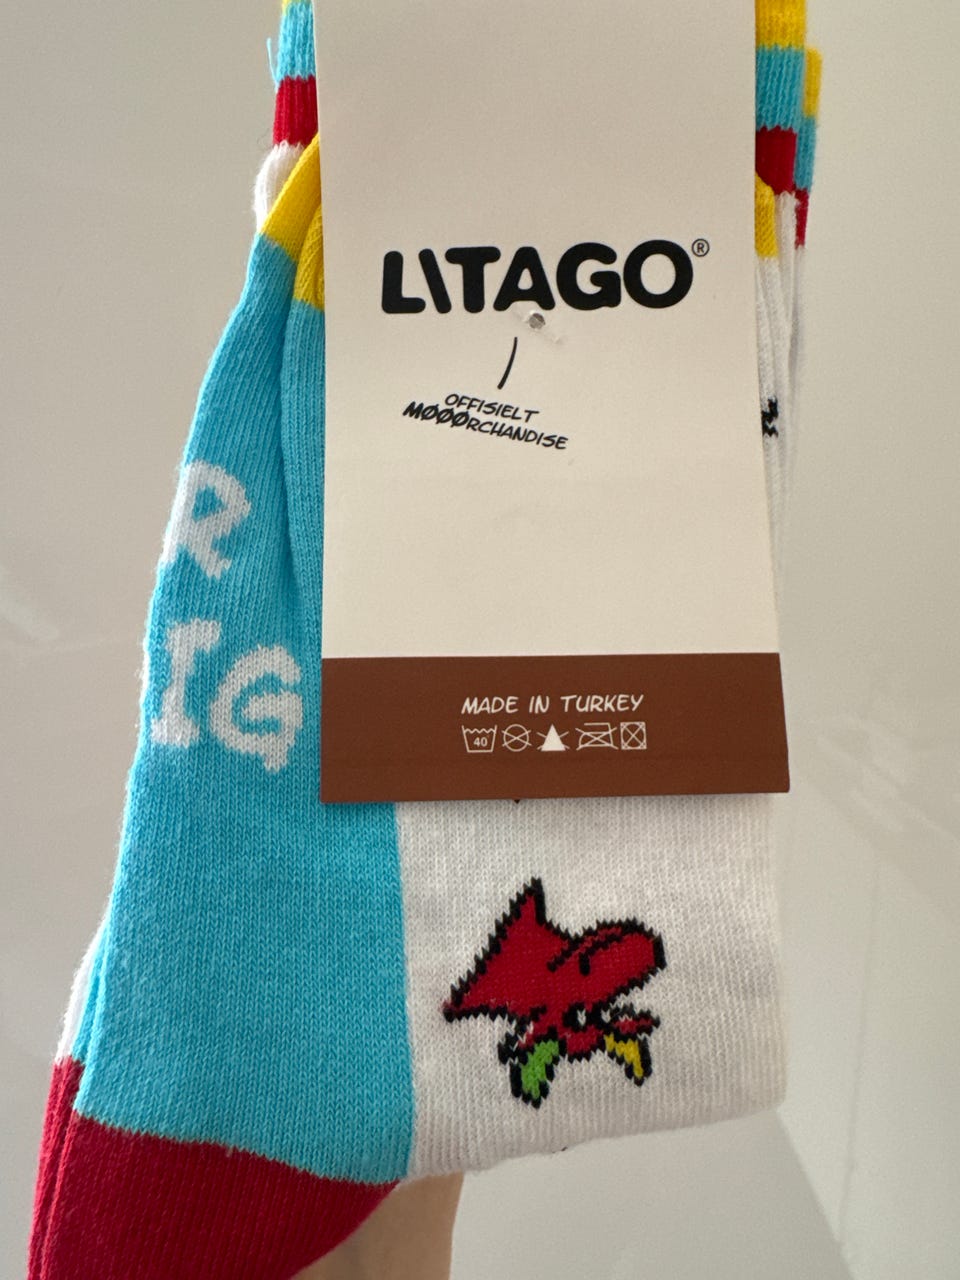 LITAGO®
OFFISIELT
MØØØRCHANDISE
R
IG
MADE IN TURKEY
40